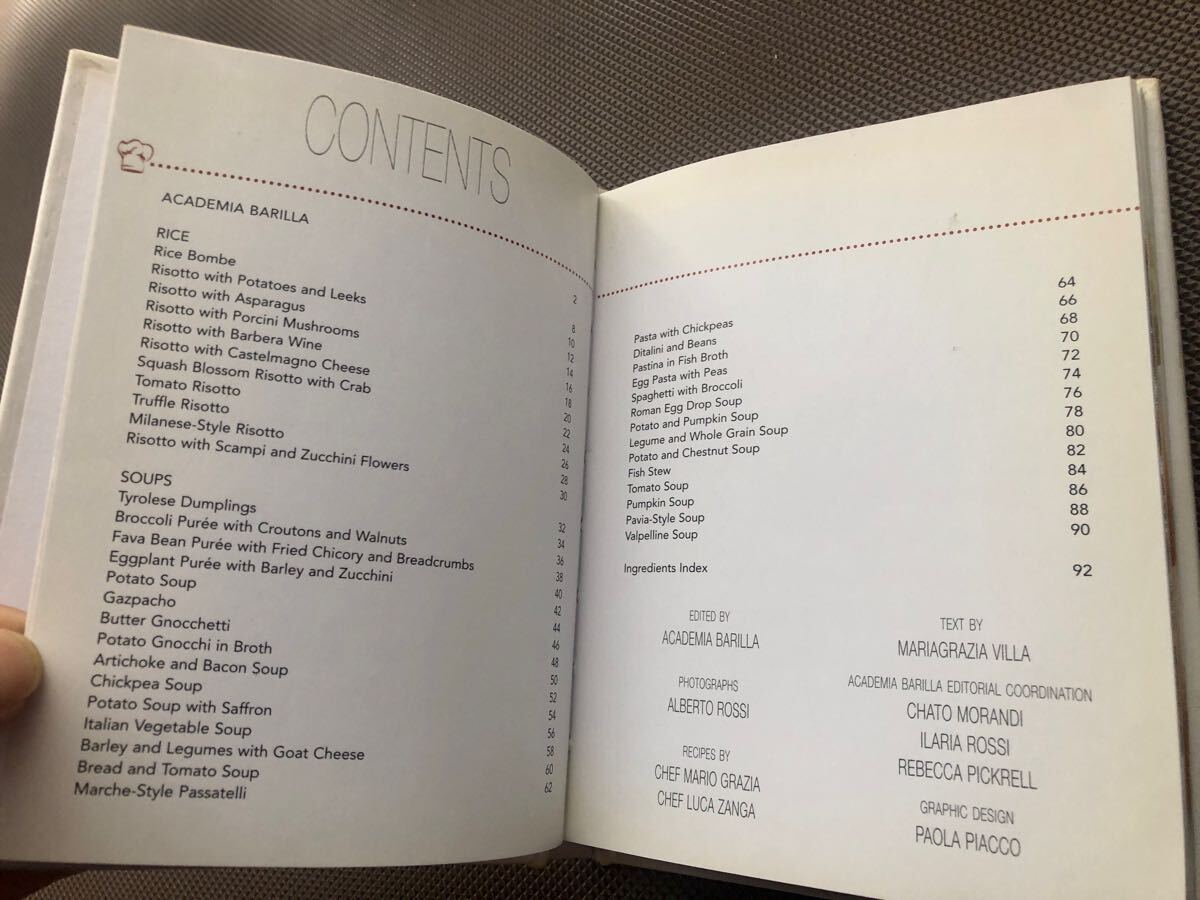 CONTENTS
ACADEMIA BARILLA 2
RICE 8
Rice Bombe 10
Risotto with Potatoes and Leeks 12
Risotto with Asparagus 14
Risotto with Porcini Mushrooms 16
Risotto with Barbera Wine 18
Risotto with Castelmagno Cheese 20
Squash Blossom Risotto with Crab 22
Tomato Risotto 24
Truffle Risotto 26
Milanese-Style Risotto 28
Risotto with Scampi and Zucchini Flowers 30
SOUPS 32
Tyrolese Dumplings 34
Broccoli Purée with Croutons and Walnuts 36
Fava Bean Purée with Fried Chicory and Breadcrumbs 38
Eggplant Purée with Barley and Zucchini 40
Potato Soup 42
Gazpacho 44
Butter Gnocchetti 46
Potato Gnocchi in Broth 48
Artichoke and Bacon Soup 50
Chickpea Soup 52
Potato Soup with Saffron 54
Italian Vegetable Soup 56
Barley and Legumes with Goat Cheese 58
Bread and Tomato Soup 60
Marche-Style Passatelli 62
Pasta with Chickpeas 64
Ditalini and Beans 66
Pastina in Fish Broth 68
Egg Pasta with Peas 70
Spaghetti with Broccoli 72
Roman Egg Drop Soup 74
Potato and Pumpkin Soup 76
Legume and Whole Grain Soup 78
Potato and Chestnut Soup 80
Fish Stew 82
Tomato Soup 84
Pumpkin Soup 86
Pavia-Style Soup 88
Valpelline Soup 90
Ingredients Index 92
EDITED BY
ACADEMIA BARILLA
PHOTOGRAPHS
ALBERTO ROSSI
RECIPES BY
CHEF MARIO GRAZIA
CHEF LUCA ZANGA
TEXT BY
MARIAGRAZIA VILLA
ACADEMIA BARILLA EDITORIAL COORDINATION
CHATO MORANDI
ILARIA ROSSI
REBECCA PICKRELL
GRAPHIC DESIGN
PAOLA PIACCO